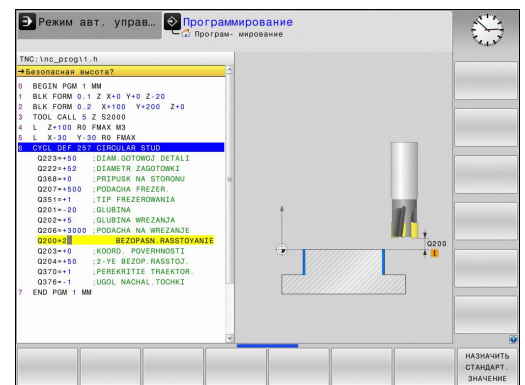 Режим авт. управ...
Программирование
Програм- мирование
TNC:\nc_prog\1.h
→Безопасная высота?
0 BEGIN PGM 1 MM
1 BLK FORM 0.1 Z X+0 Y+0 Z-20
2 BLK FORM 0.2 X+100 Y+200 Z+0
3 TOOL CALL 5 Z S2000
4 L Z+100 R0 FMAX M3
5 L X-30 Y-30 R0 FMAX
6 CYCL DEF 257 CIRCULAR STUD
Q223=+50 ;DIAM.GOTOWOJ DETALI
Q222=+52 ;DIAMETR ZAGOTOWKI
Q368=+0 ;PRIPUSK NA STORONU
Q207=+500 ;PODACHA FREZER.
Q351=+1 ;TIP FREZEROWANIA
Q201=-20 ;GLUBINA
Q202=+5 ;GLUBINA WREZANJA
Q206=+3000 ;PODACHA NA WREZANJE
Q200=2 BEZOPASN.RASSTOYANIE
Q203=+0 ;KOORD. POVERHNOSTI
Q204=+50 ;2-YE BEZOP.RASSTOJ.
Q370=+1 ;PEREKRITIE TRAEKTOR.
Q376=-1 ;UGOL NACHAL.TOCHKI
7 END PGM 1 MM
Q200
НАЗНАЧИТЬ
СТАНДАРТ.
ЗНАЧЕНИЕ